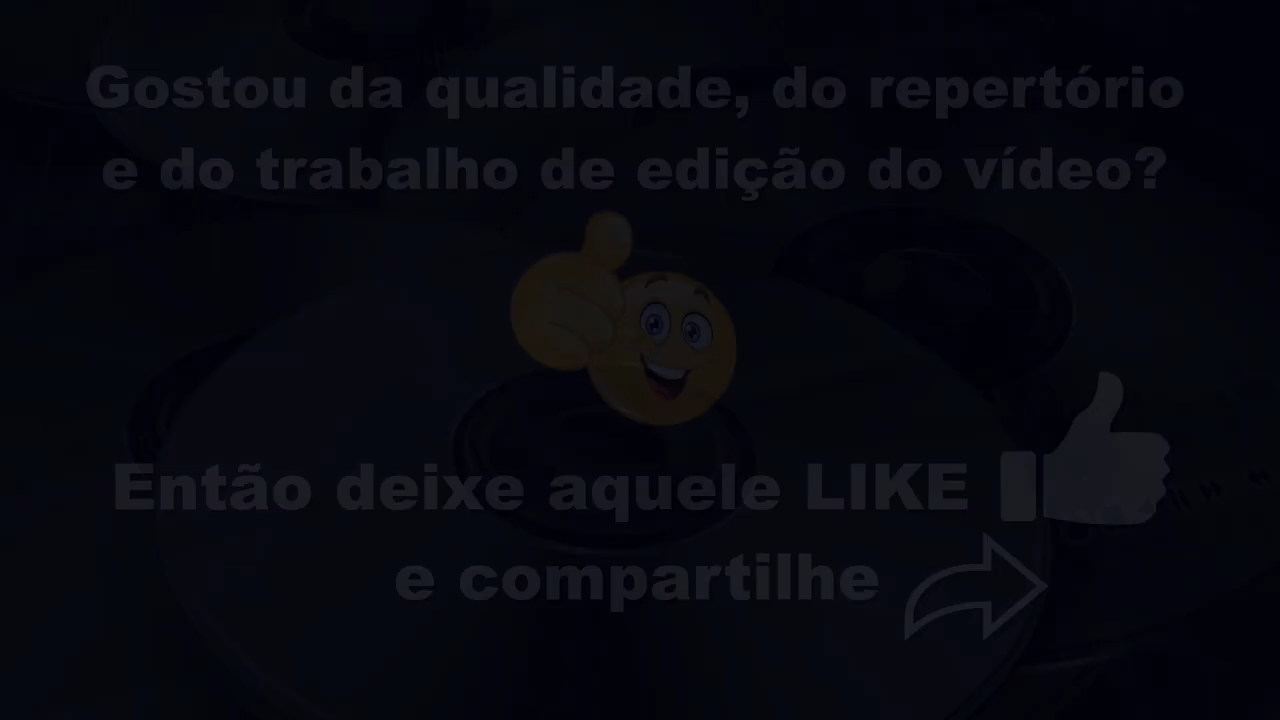 Gostou da qualidade, do repertório
e do trabalho de edição do vídeo?
Então deixe aquele LIKE
e compartilhe